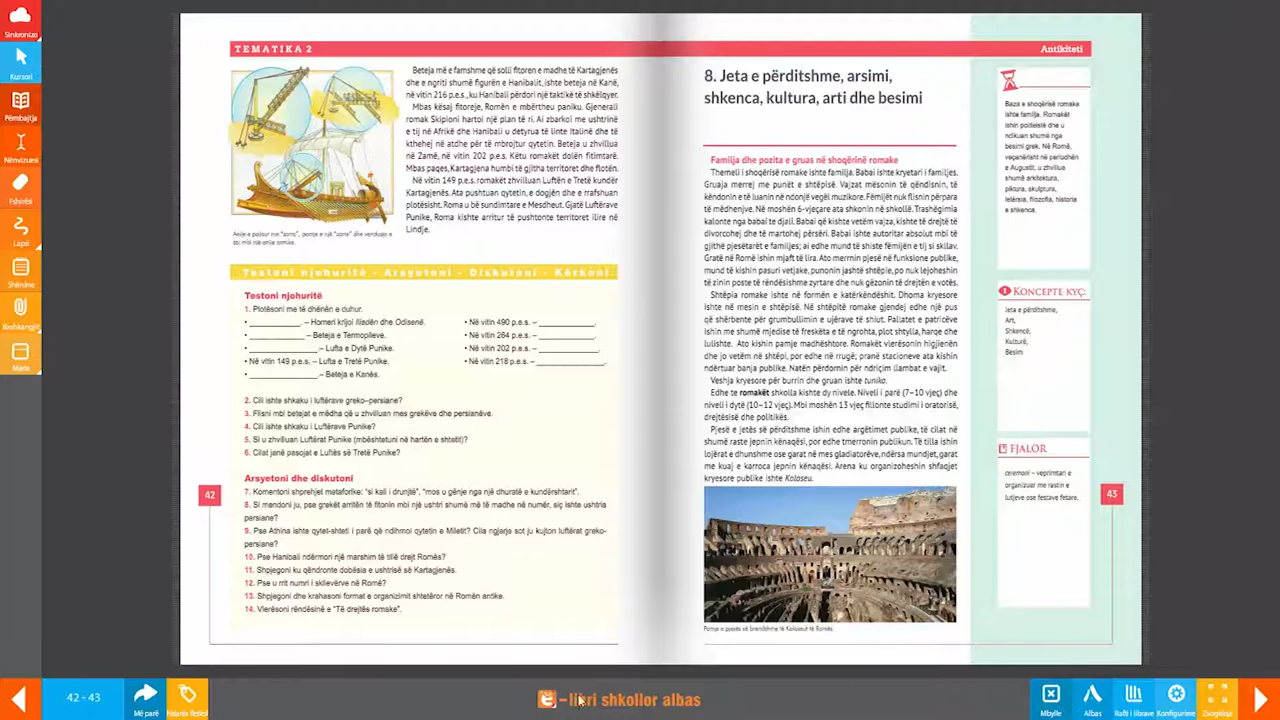 Sinkronizo
Kursori
Përmbajtja
Nënvizuesi
Fshirësi
Lapsi
Shënime
Bashkangjit
Mate
TEMATIKA 2
Beteja më e famshme që solli fitoren e madhe të Kartagjenës
dhe e ngriti shumë figurën e Hanibalit, ishte beteja në Kanë,
në vitin 216 p.e.s., ku Hanibali përdori një taktikë të shkëlqyer.
Mbas kësaj fitoreje, Romën e mbërtheu paniku. Gjenerali
romak Skipioni hartoi një plan të ri. Ai zbarkoi me ushtrinë
e tij në Afrikë dhe Hanibali u detyrua të linte Italinë dhe të
kthehej në atdhe për të mbrojtur qytetin. Beteja u zhvillua
në Zamë, në vitin 202 p.e.s. Këtu romakët dolën fitimtarë.
Mbas paqes, Kartagjena humbi të gjitha territoret dhe flotën.
Në vitin 149 p.e.s. romakët zhvilluan Luftën e Tretë kundër
Kartagjenës. Ata pushtuan qytetin, e dogjën dhe e rrafshuan
plotësisht. Roma u bë sundimtare e Mesdheut. Gjatë Luftërave
Punike, Roma kishte arritur të pushtonte territoret ilire në
Lindje.
Testoni njohuritë - Arsyetoni - Diskutoni - Kërkoni
Testoni njohuritë
1. Plotësoni me të dhënën e duhur.
• __________. – Homeri krijoi Iliadën dhe Odisenë.
• ___________ – Beteja e Termopileve.
• _____________. – Lufta e Dytë Punike.
• Në vitin 149 p.e.s. – Lufta e Tretë Punike.
• _____________.– Beteja e Kanës.
• Në vitin 490 p.e.s. – ___________.
• Në vitin 264 p.e.s. – ___________.
• Në vitin 202 p.e.s. – ____________.
• Në vitin 218 p.e.s. – _____________.
2. Cili ishte shkaku i luftërave greko–persiane?
3. Flisni mbi betejat e mëdha që u zhvilluan mes grekëve dhe persianëve.
4. Cili ishte shkaku i Luftërave Punike?
5. Si u zhvilluan Luftërat Punike (mbështetuni në hartën e shtetit)?
6. Cilat janë pasojat e Luftës së Tretë Punike?
Arsyetoni dhe diskutoni
7. Komentoni shprehjet metaforike: “si kali i drunjtë”, “mos u gënje nga një dhuratë e kundërshtarit”.
8. Si mendoni ju, pse grekët arritën të fitonin mbi një ushtri shumë më të madhe në numër, siç ishte ushtria
persiane?
9. Pse Athina ishte qytet-shteti i parë që ndihmoi qytetin e Miletit? Cila ngjarje sot ju kujton luftërat greko-
persiane?
10. Pse Hanibali ndërmori një marshim të tillë drejt Romës?
11. Shpjegoni ku qëndronte dobësia e ushtrisë së Kartagjenës.
12. Pse u rrit numri i skllevërve në Romë?
13. Shpjegoni dhe krahasoni format e organizimit shtetëror në Romën antike.
14. Vlerësoni rëndësinë e “Të drejtës romake”.
42
Antikiteti
8. Jeta e përditshme, arsimi,
shkenca, kultura, arti dhe besimi
Familja dhe pozita e gruas në shoqërinë romake
Themeli i shoqërisë romake ishte familja. Babai ishte kryetari i familjes.
Gruaja merrej me punët e shtëpisë. Vajzat mësonin të qëndisnin, të
këndonin e të luanin në ndonjë vegël muzikore. Fëmijët nuk flisnin përpara
të mëdhenjve. Në moshën 6-vjeçare ata shkonin në shkollë. Trashëgimia
kalonte nga babai te djali. Babai që kishte vetëm vajza, kishte të drejtë të
divorcohej dhe të martohej përsëri. Babai ishte autoritar absolut mbi të
gjithë pjesëtarët e familjes; ai edhe mund të shiste fëmijën e tij si skllav.
Gratë në Romë ishin mjaft të lira. Ato merrnin pjesë në funksione publike,
mund të kishin pasuri vetjake, punonin jashtë shtëpie, po nuk lejoheshin
të zinin poste të rëndësishme zyrtare dhe nuk gëzonin të drejtën e votës.
Shtëpia romake ishte në formën e katërkëndëshit. Dhoma kryesore
ishte në mesin e shtëpisë. Në shtëpitë romake gjendej edhe një pus
që shërbente për grumbullimin e ujërave të shiut. Pallatet e patricëve
ishin me shumë mjedise të freskëta e të ngrohta, plot shtylla, harqe dhe
lulishte. Ato kishin pamje madhështore. Romakët vlerësonin higjienën
dhe jo vetëm në shtëpi, por edhe në rrugë; pranë stacioneve ata kishin
ndërtuar banja publike. Natën përdornin për ndriçim llambat e vajit.
Veshja kryesore për burrin dhe gruan ishte tunika.
Edhe te romakët shkolla kishte dy nivele. Niveli i parë (7–10 vjeç) dhe
niveli i dytë (10–12 vjeç). Mbi moshën 13 vjeç fillonte studimi i oratorisë,
drejtësisë dhe politikës.
Pjesë e jetës së përditshme ishin edhe argëtimet publike, të cilat në
shumë raste jepnin kënaqësi, por edhe tmerronin publikun. Të tilla ishin
lojërat e dhunshme ose garat në mes gladiatorëve, ndërsa mundjet, garat
me kuaj e karroca jepnin kënaqësi. Arena ku organizoheshin shfaqjet
kryesore publike ishte Koloseu.
Pamje e pjesës së brendshme të Koloseut të Romës.
Baza e shoqërisë romake
ishte familja. Romakët
ishin politeistë dhe u
ndikuan shumë nga
besimi grek. Në Romë,
veçanërisht në periudhën
e Augustit, u zhvillua
shumë arkitektura,
piktura, skulptura,
letërsia, filozofia, historia
e shkenca.
KONCEPTE KYÇ:
Jeta e përditshme,
Art,
Shkencë,
Kulturë,
Besim
FJALOR
ceremoni – veprimtari e
organizuar me rastin e
lutjeve ose festave fetare.
43
42 - 43
Më parë
Ndarës fletësh
e –libri shkollor albas
Mbylle
Albas
Rafti i librave
Konfigurime
Zvogëloje